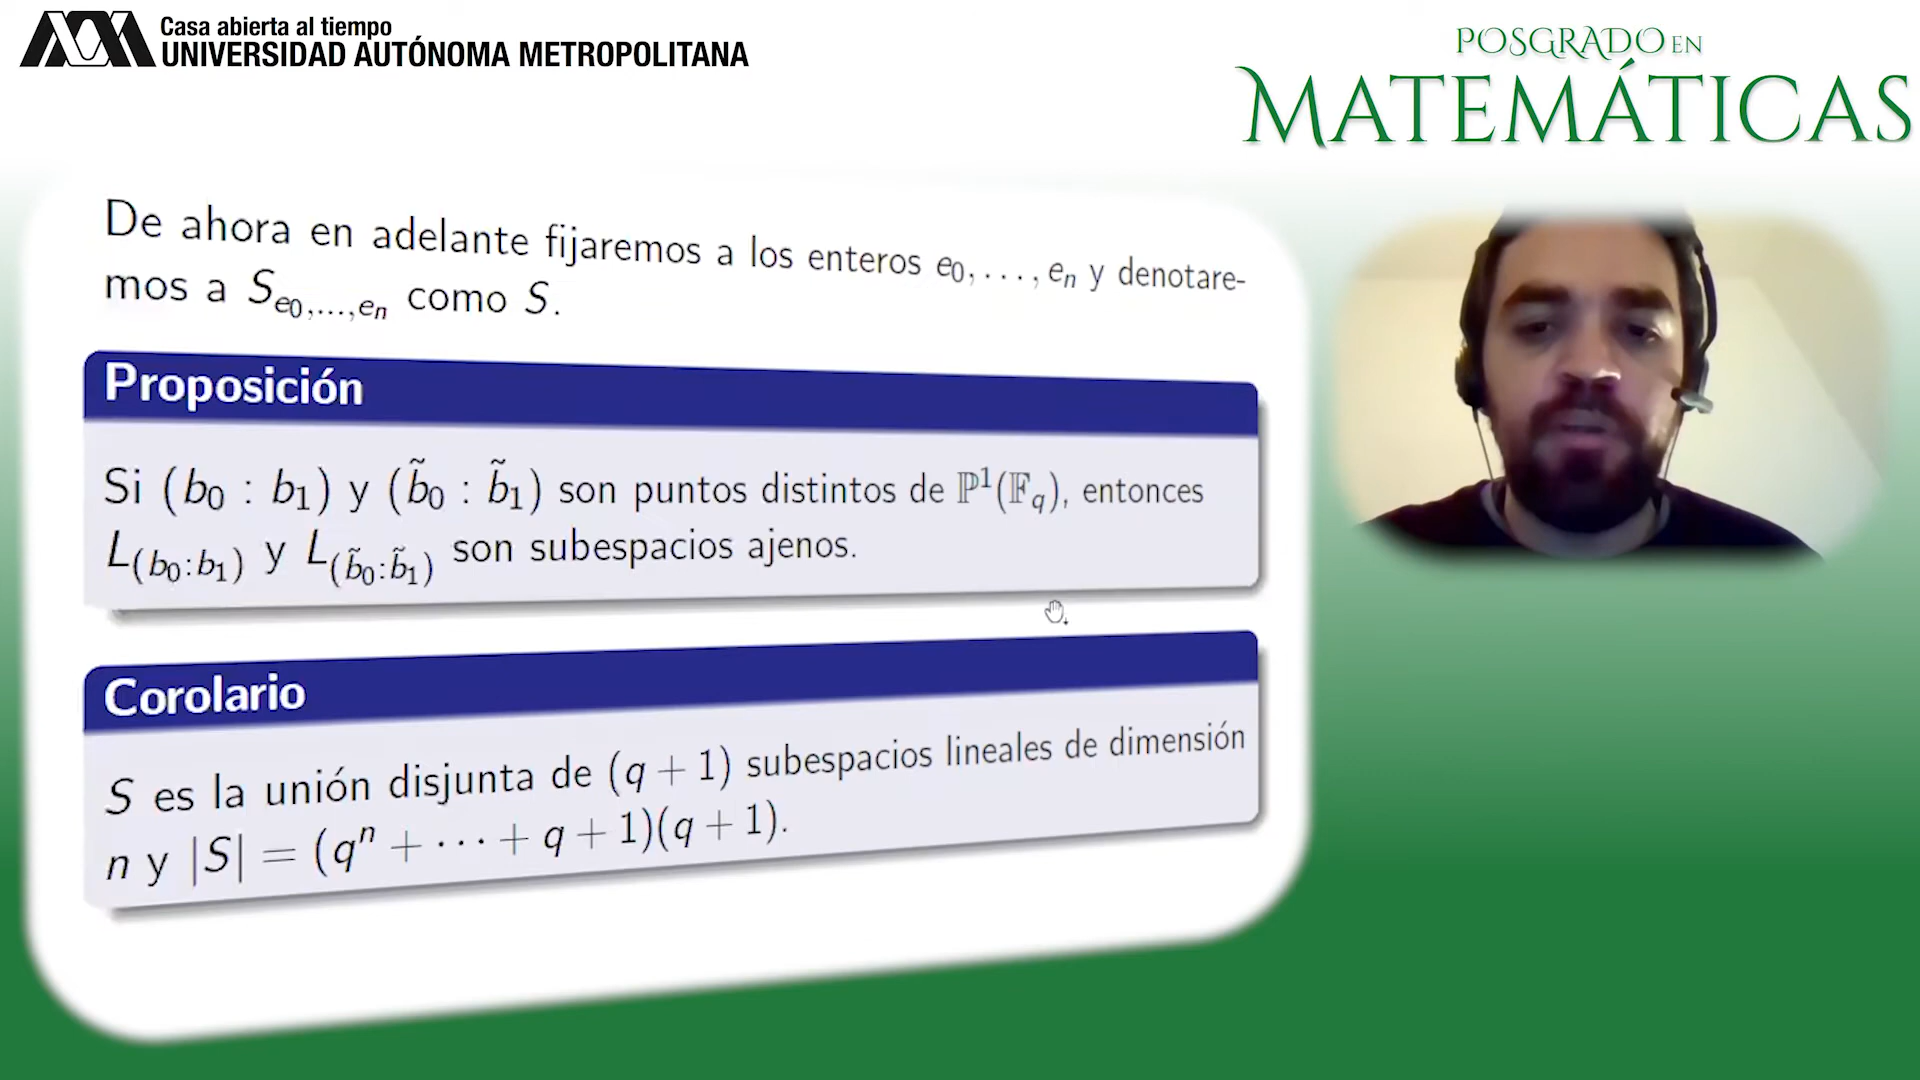 Casa abierta al tiempo
UNIVERSIDAD AUTÓNOMA METROPOLITANA
POSGRADO EN
MATEMÁTICAS
De ahora en adelante fijaremos a los enteros e₀, . . . , eₙ y denotare-
mos a S_{e₀,...,eₙ} como S.
Proposición
Si (b₀ : b₁) y (b̃₀ : b̃₁) son puntos distintos de ℙ¹(𝔽_q), entonces
L_{(b₀:b₁)} y L_{(b̃₀:b̃₁)} son subespacios ajenos.
Corolario
S es la unión disjunta de (q + 1) subespacios lineales de dimensión
n y |S| = (qⁿ + · · · + q + 1)(q + 1).